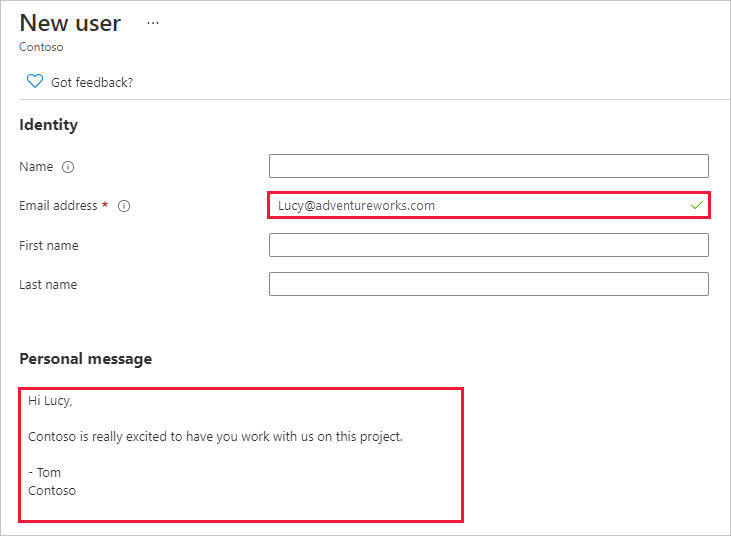 New user ...
Contoso
Got feedback?
Identity
Name
Email address *
Lucy@adventureworks.com
First name
Last name
Personal message
Hi Lucy,
Contoso is really excited to have you work with us on this project.
- Tom
Contoso